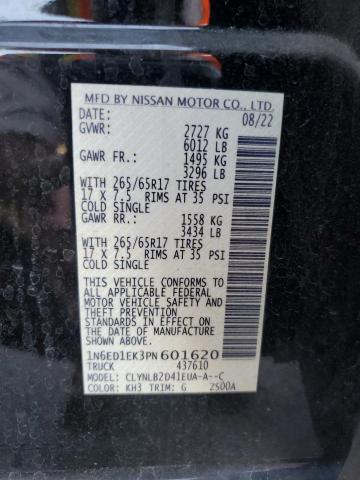 MFD BY NISSAN MOTOR CO., LTD.
DATE: 08/22
GVWR: 2727 KG
6012 LB
GAWR FR.: 1495 KG
3296 LB
WITH 265/65R17 TIRES
17 X 7.5 RIMS AT 35 PSI
COLD SINGLE
GAWR RR.: 1558 KG
3434 LB
WITH 265/65R17 TIRES
17 X 7.5 RIMS AT 35 PSI
COLD SINGLE
THIS VEHICLE CONFORMS TO
ALL APPLICABLE FEDERAL
MOTOR VEHICLE SAFETY
AND THEFT PREVENTION
STANDARDS IN EFFECT ON
THE DATE OF MANUFACTURE
SHOWN ABOVE.
1N6ED1EK3PN601620
TRUCK 437610
MODEL: CLYNLB2D41EUA-A--C
COLOR: KH3 TRIM: G 2500A